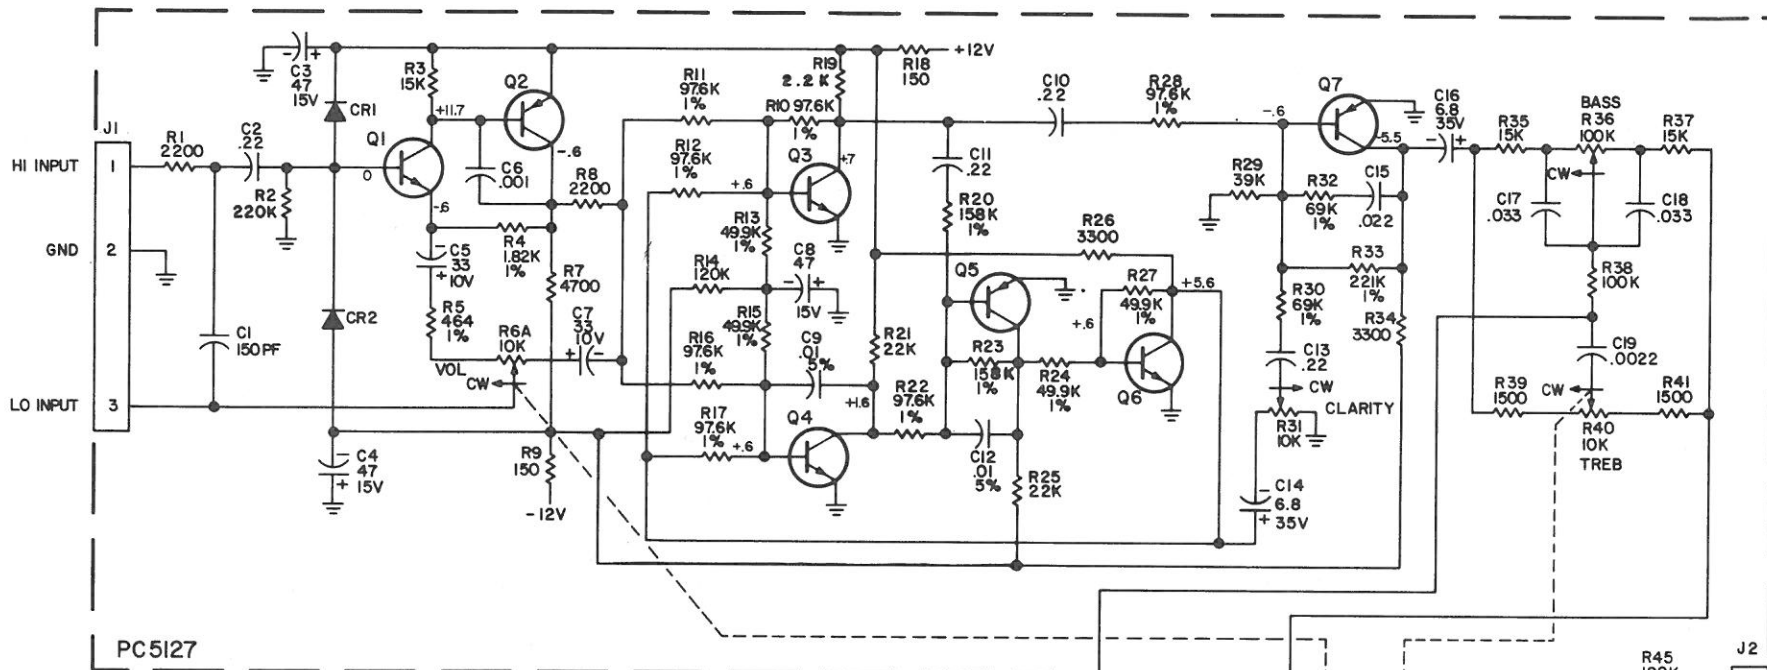 J1
HI INPUT
1
GND
2
LO INPUT
3
R1
2200
C2
.22
R2
220K
C1
150PF
C3
47
15V
- +
CR1
CR2
C4
47
15V
-
+
R3
15K
+11.7
Q1
0
-.6
Q2
-.6
C6
.001
R8
2200
R4
1.82K
1%
C5
33
10V
-
+
R5
464
1%
R6A
10K
VOL
CW
R7
4700
C7
33
10V
+ -
R9
150
-12V
R11
97.6K
1%
R10 97.6K
1%
R12
97.6K
1%
+.6
Q3
+.7
R13
49.9K
1%
R14
120K
C8
47
- +
15V
R15
49.9K
1%
R16
97.6K
1%
C9
.01
5%
R17
97.6K
1%
+.6
Q4
+1.6
R19
2.2K
R18
150
+12V
R21
22K
R22
97.6K
1%
C11
.22
R20
158K
1%
Q5
R23
158K
1%
C12
.01
5%
R25
22K
R24
49.9K
1%
R26
3300
R27
49.9K
1%
+5.6
+.6
Q6
C10
.22
R28
97.6K
1%
-.6
Q7
-5.5
R29
39K
R32
69K
1%
C15
.022
R33
221K
1%
R30
69K
1%
R34
3300
C13
.22
CW
CLARITY
R31
10K
C14
6.8
35V
-
+
C16
6.8
35V
- +
R35
15K
BASS
R36
100K
R37
15K
CW
C17
.033
C18
.033
R38
100K
C19
.0022
R39
1500
CW
R41
1500
R40
10K
TREB
PC5127
R45
J2